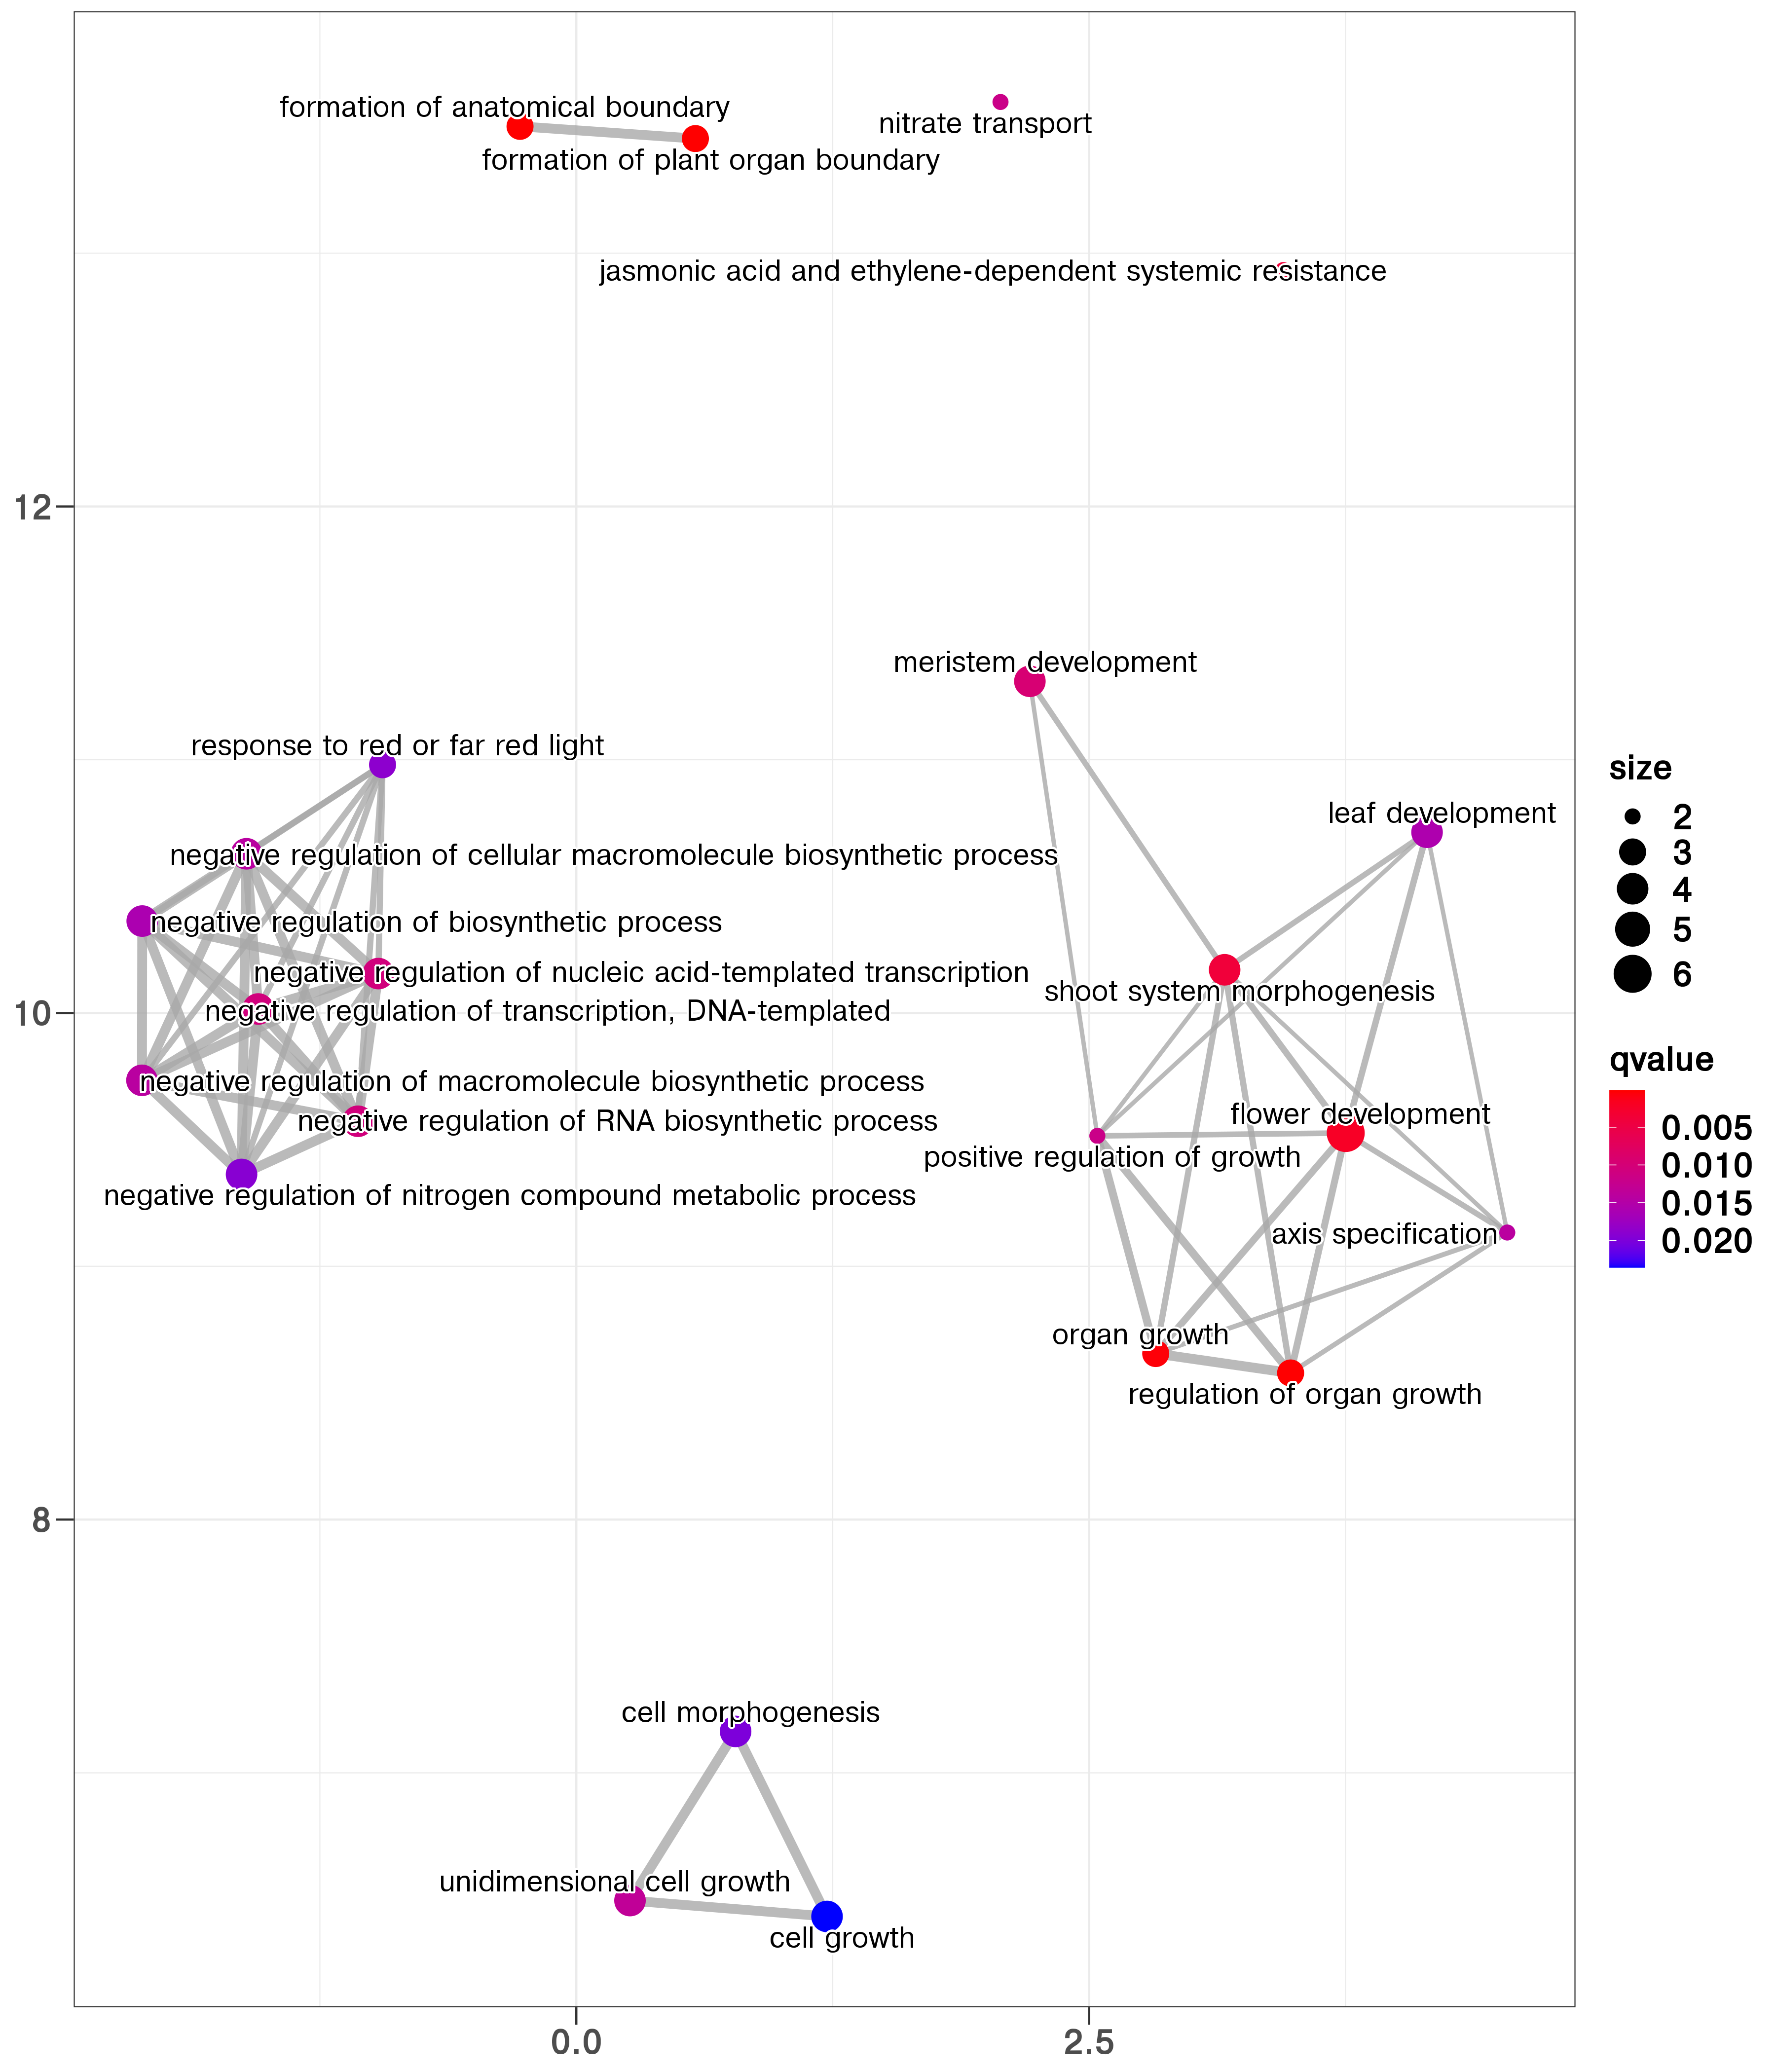 formation of anatomical boundary
nitrate transport
formation of plant organ boundary
jasmonic acid and ethylene-dependent systemic resistance
12
meristem development
response to red or far red light
leaf development
negative regulation of cellular macromolecule biosynthetic process
negative regulation of biosynthetic process
negative regulation of nucleic acid-templated transcription
shoot system morphogenesis
10
negative regulation of transcription, DNA-templated
negative regulation of macromolecule biosynthetic process
flower development
negative regulation of RNA biosynthetic process
positive regulation of growth
negative regulation of nitrogen compound metabolic process
axis specification
organ growth
regulation of organ growth
8
cell morphogenesis
unidimensional cell growth
cell growth
0.0
2.5
size
2
3
4
5
6
qvalue
0.005
0.010
0.015
0.020